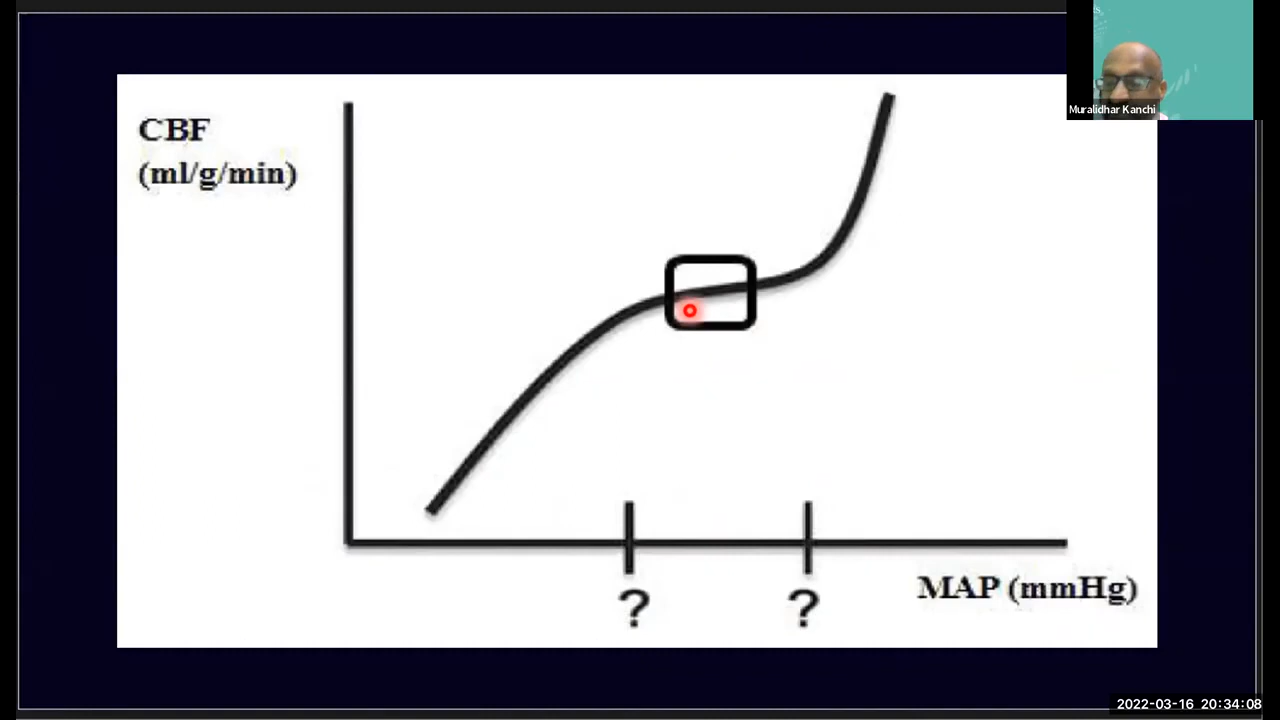 CBF
(ml/g/min)
Muralidhar Kanchi
MAP (mmHg)
? ?
2022-03-16 20:34:08